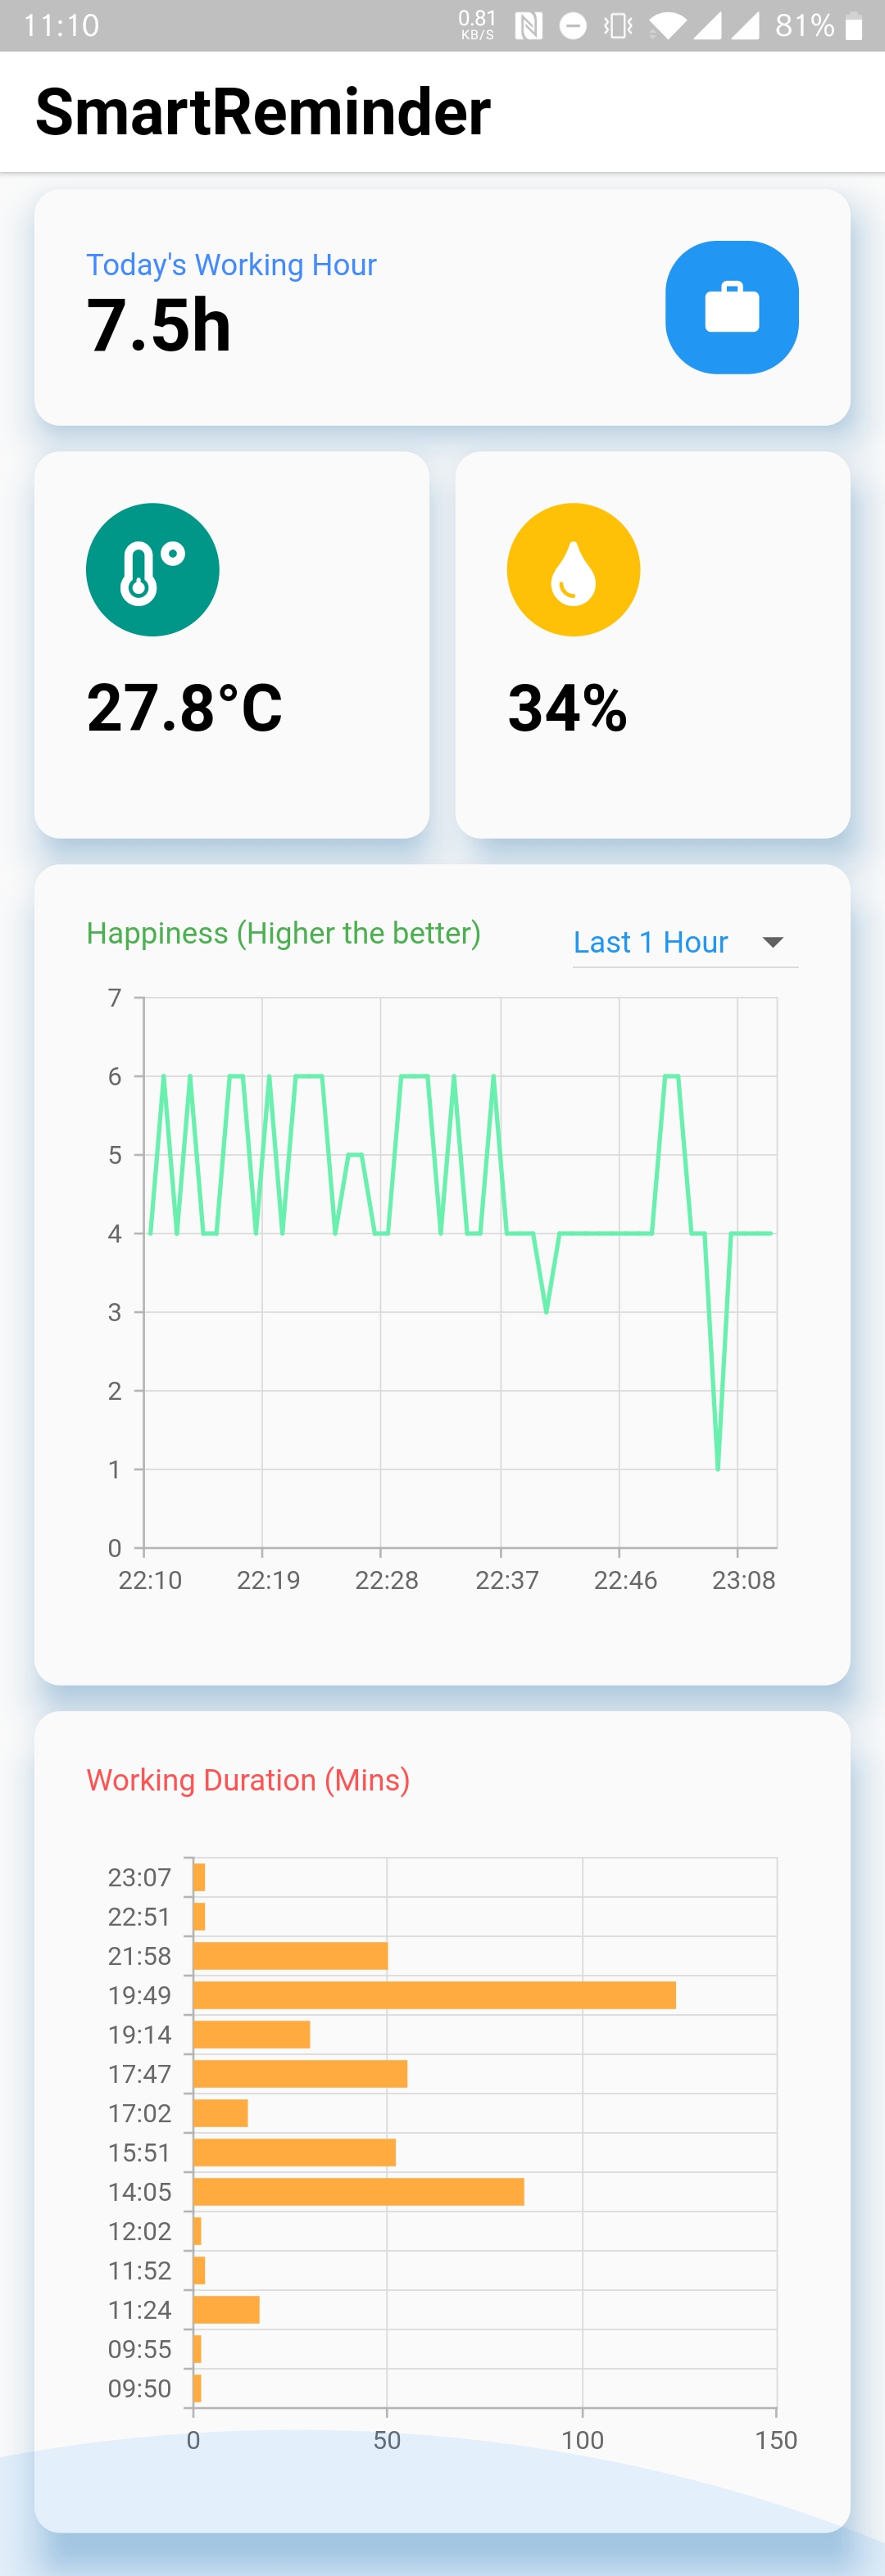 11:10 0.81 KB/S 81%
SmartReminder
Today's Working Hour
7.5h
27.8°C 34%
Happiness (Higher the better) Last 1 Hour
7
6
5
4
3
2
1
0
22:10 22:19 22:28 22:37 22:46 23:08
Working Duration (Mins)
23:07
22:51
21:58
19:49
19:14
17:47
17:02
15:51
14:05
12:02
11:52
11:24
09:55
09:50
0 50 100 150